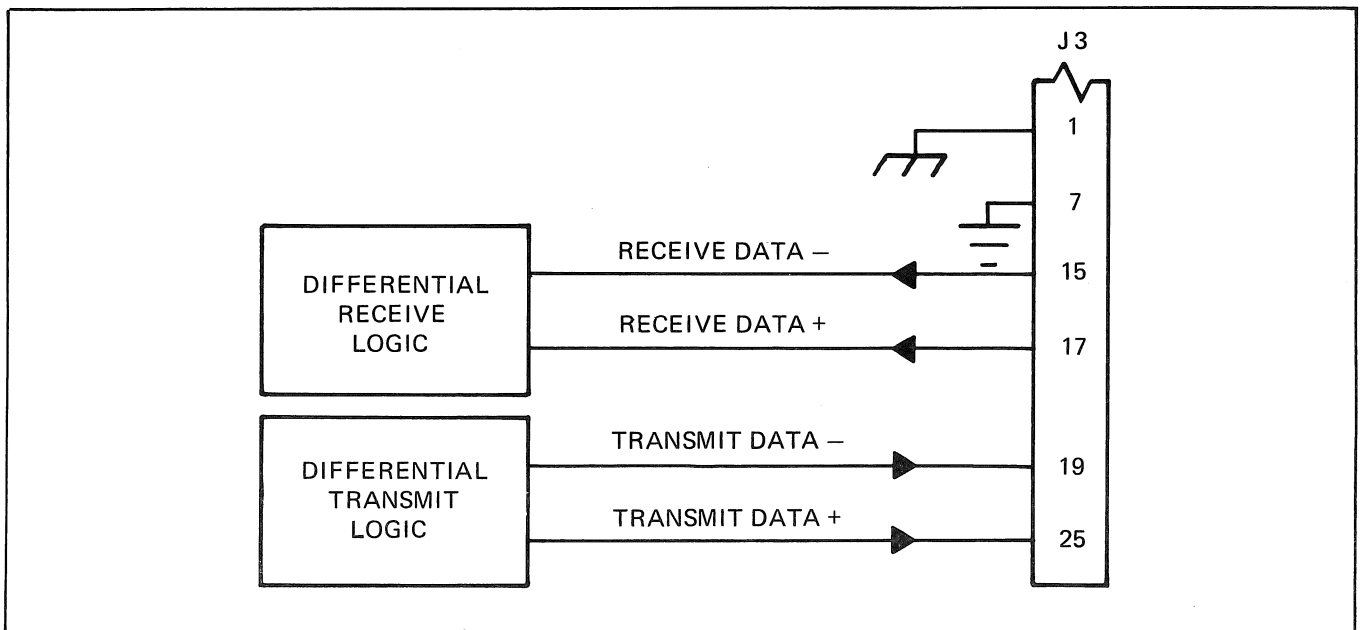 J3
1
7
RECEIVE DATA –
15
DIFFERENTIAL
RECEIVE
LOGIC
RECEIVE DATA +
17
TRANSMIT DATA –
19
DIFFERENTIAL
TRANSMIT
LOGIC
TRANSMIT DATA +
25